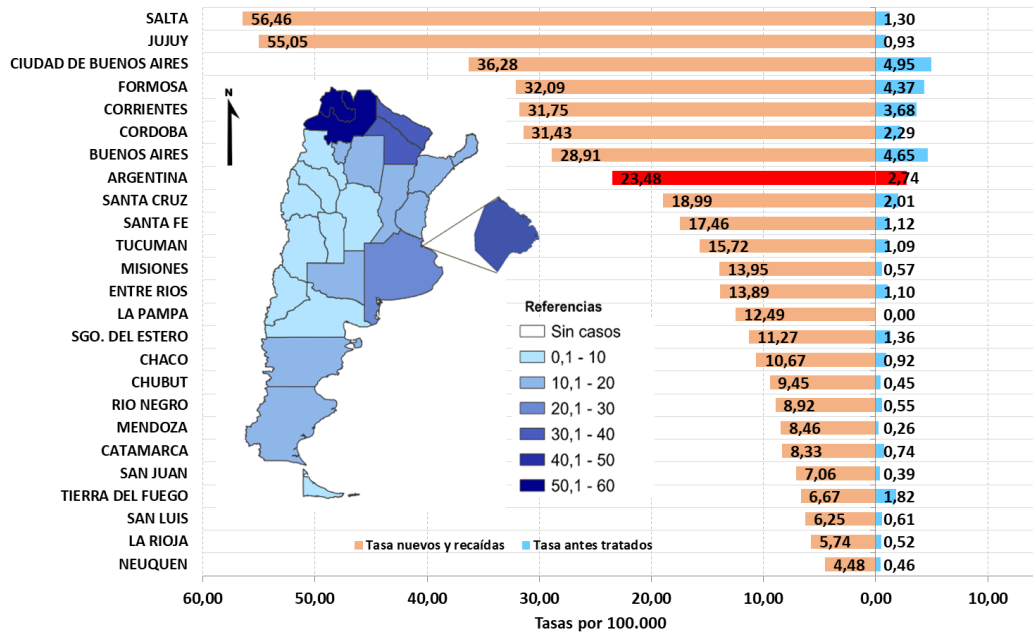 SALTA 56,46 1,30
JUJUY 55,05 0,93
CIUDAD DE BUENOS AIRES 36,28 4,95
FORMOSA 32,09 4,37
CORRIENTES 31,75 3,68
CORDOBA 31,43 2,29
BUENOS AIRES 28,91 4,65
ARGENTINA 23,48 2,74
SANTA CRUZ 18,99 2,01
SANTA FE 17,46 1,12
TUCUMAN 15,72 1,09
MISIONES 13,95 0,57
ENTRE RIOS 13,89 1,10
LA PAMPA 12,49 0,00
SGO. DEL ESTERO 11,27 1,36
CHACO 10,67 0,92
CHUBUT 9,45 0,45
RIO NEGRO 8,92 0,55
MENDOZA 8,46 0,26
CATAMARCA 8,33 0,74
SAN JUAN 7,06 0,39
TIERRA DEL FUEGO 6,67 1,82
SAN LUIS 6,25 0,61
LA RIOJA 5,74 0,52
NEUQUEN 4,48 0,46
N
Referencias
Sin casos
0,1 - 10
10,1 - 20
20,1 - 30
30,1 - 40
40,1 - 50
50,1 - 60
Tasa nuevos y recaídas Tasa antes tratados
60,00 50,00 40,00 30,00 20,00 10,00 0,00 10,00
Tasas por 100.000